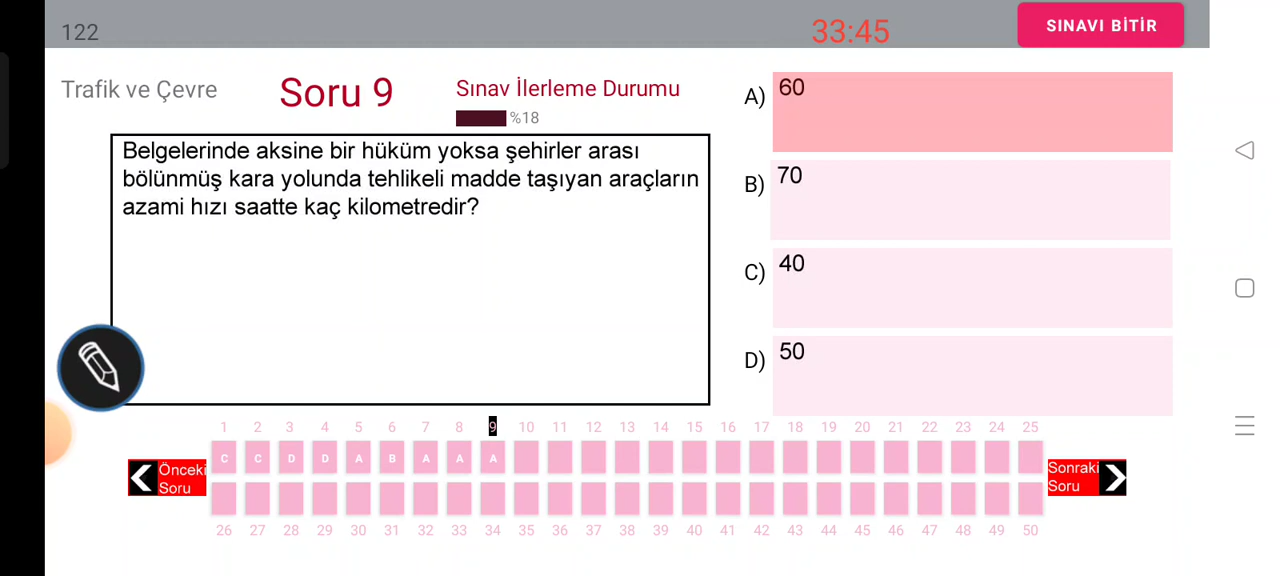 122
33:45
SINAVI BİTİR
Trafik ve Çevre
Soru 9
Sınav İlerleme Durumu
%18
Belgelerinde aksine bir hüküm yoksa şehirler arası
bölünmüş kara yolunda tehlikeli madde taşıyan araçların
azami hızı saatte kaç kilometredir?
A) 60
B) 70
C) 40
D) 50
1 2 3 4 5 6 7 8 9 10 11 12 13 14 15 16 17 18 19 20 21 22 23 24 25
C C D D A B A A A
Önceki
Soru
Sonraki
Soru
26 27 28 29 30 31 32 33 34 35 36 37 38 39 40 41 42 43 44 45 46 47 48 49 50